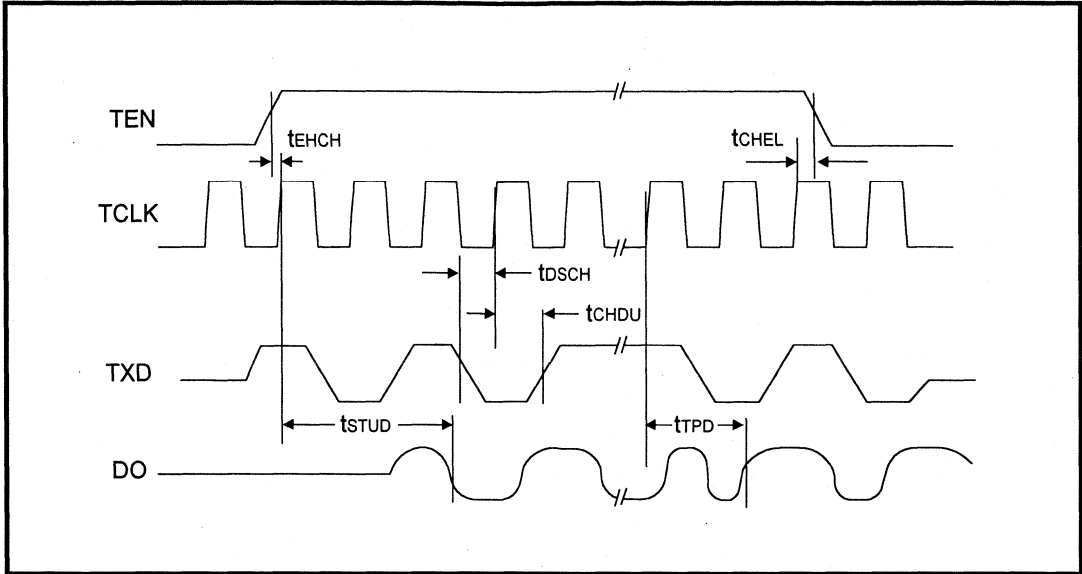 TEN
tEHCH
tCHEL
TCLK
tDSCH
tCHDU
TXD
tSTUD
tTPD
DO